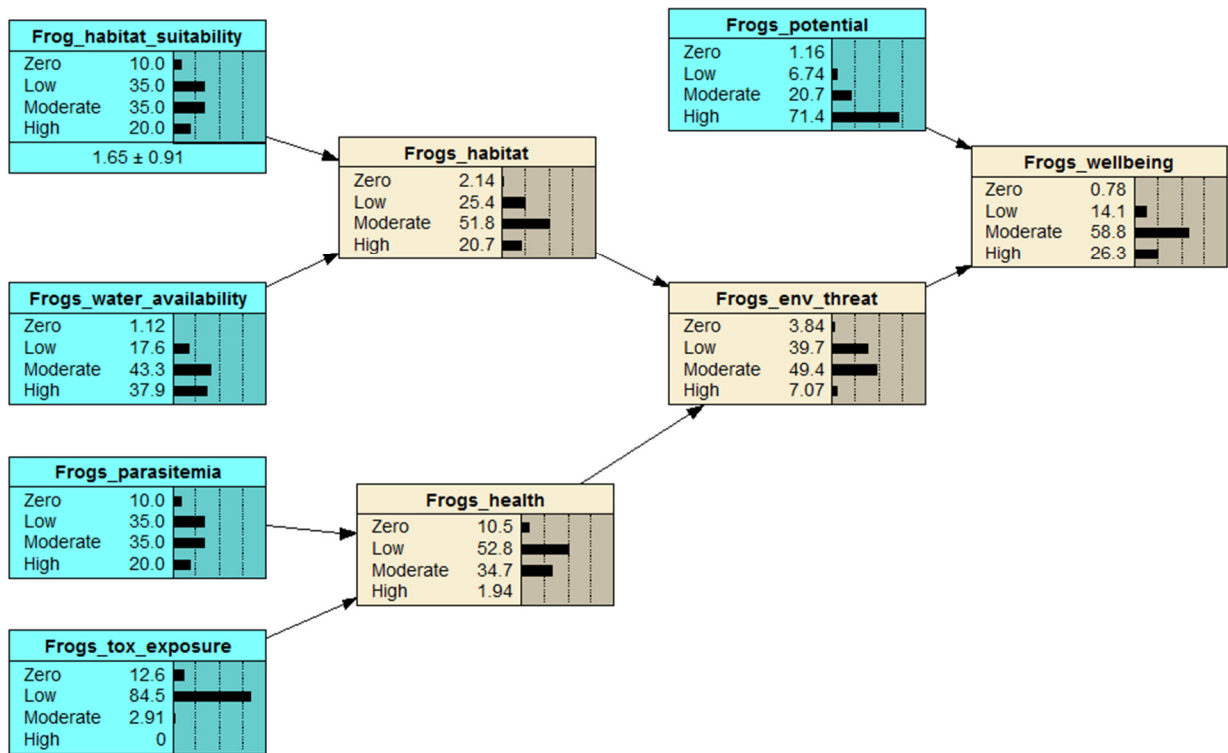 Frog_habitat_suitability
Zero 10.0
Low 35.0
Moderate 35.0
High 20.0
1.65 ± 0.91
Frogs_potential
Zero 1.16
Low 6.74
Moderate 20.7
High 71.4
Frogs_habitat
Zero 2.14
Low 25.4
Moderate 51.8
High 20.7
Frogs_wellbeing
Zero 0.78
Low 14.1
Moderate 58.8
High 26.3
Frogs_water_availability
Zero 1.12
Low 17.6
Moderate 43.3
High 37.9
Frogs_env_threat
Zero 3.84
Low 39.7
Moderate 49.4
High 7.07
Frogs_parasitemia
Zero 10.0
Low 35.0
Moderate 35.0
High 20.0
Frogs_health
Zero 10.5
Low 52.8
Moderate 34.7
High 1.94
Frogs_tox_exposure
Zero 12.6
Low 84.5
Moderate 2.91
High 0